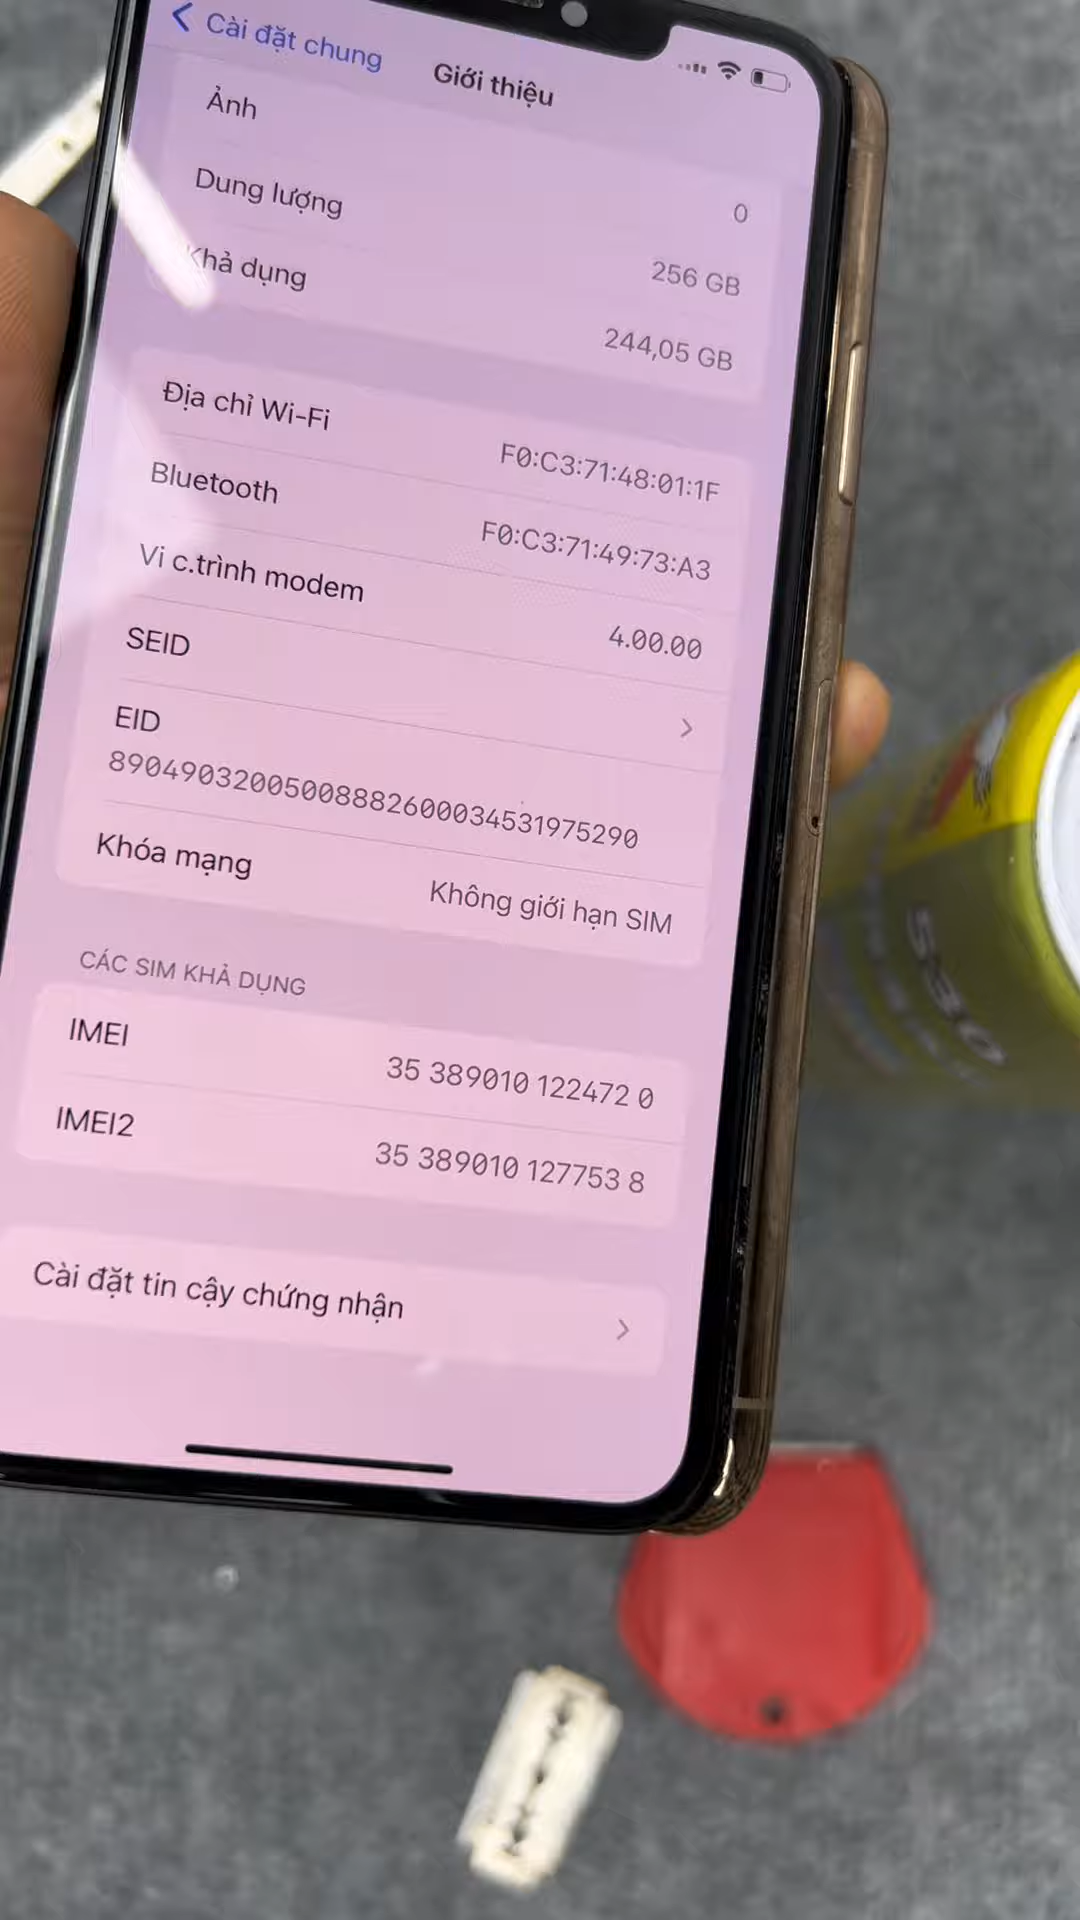 Cài đặt chung
Giới thiệu
Ảnh
0
Dung lượng
256 GB
Khả dụng
244,05 GB
Địa chỉ Wi-Fi
F0:C3:71:48:01:1F
Bluetooth
F0:C3:71:49:73:A3
Vi c.trình modem
4.00.00
SEID
EID
89049032005008882600034531975290
Khóa mạng
Không giới hạn SIM
CÁC SIM KHẢ DỤNG
IMEI
35 389010 122472 0
IMEI2
35 389010 127753 8
Cài đặt tin cậy chứng nhận
530